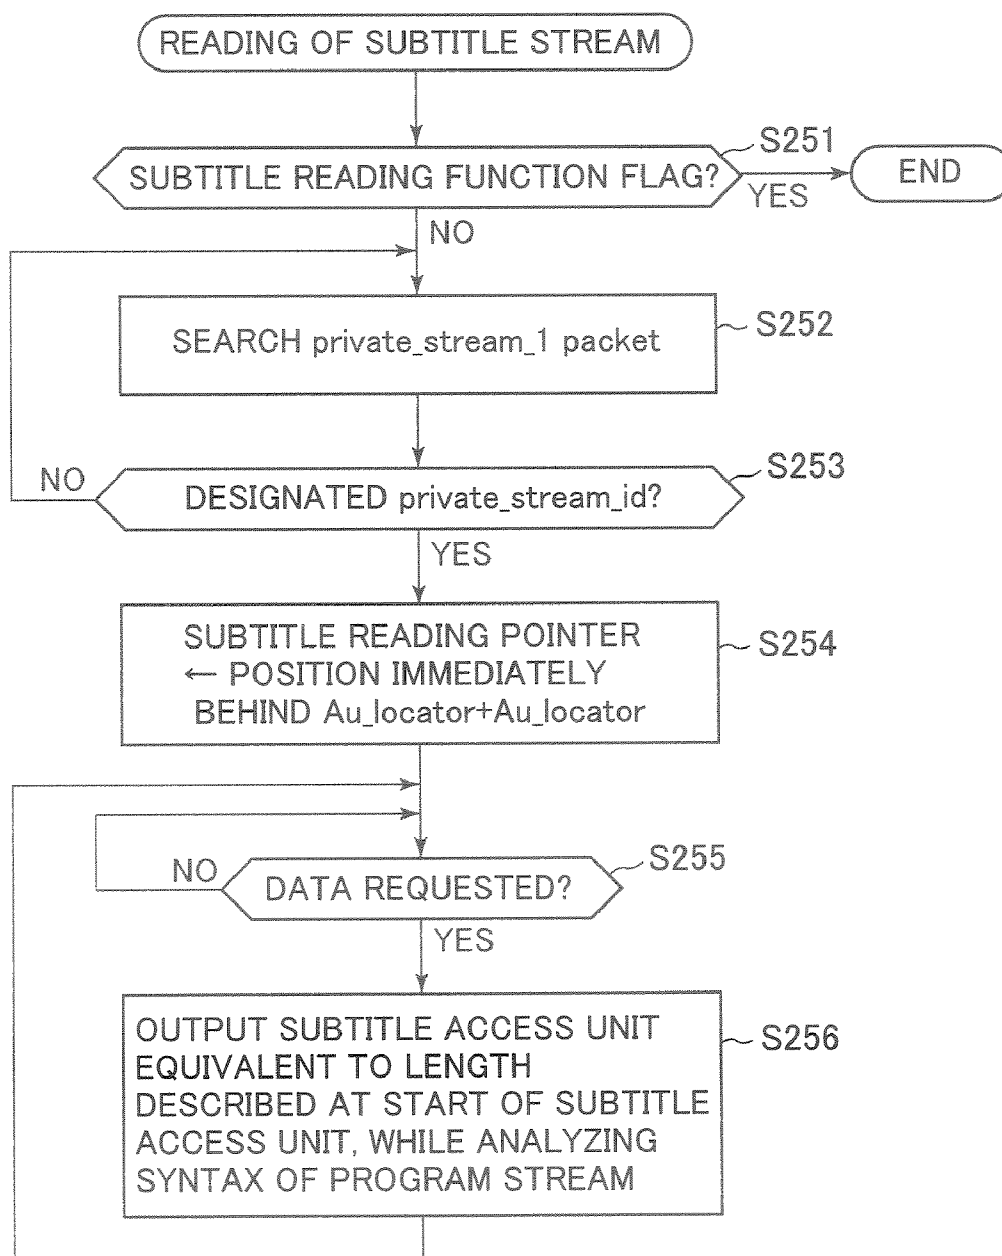 READING OF SUBTITLE STREAM
S251
SUBTITLE READING FUNCTION FLAG?
YES
END
NO
SEARCH private_stream_1 packet
S252
NO
DESIGNATED private_stream_id?
S253
YES
SUBTITLE READING POINTER
← POSITION IMMEDIATELY
BEHIND Au_locator+Au_locator
S254
NO
DATA REQUESTED?
S255
YES
OUTPUT SUBTITLE ACCESS UNIT
EQUIVALENT TO LENGTH
DESCRIBED AT START OF SUBTITLE
ACCESS UNIT, WHILE ANALYZING
SYNTAX OF PROGRAM STREAM
S256